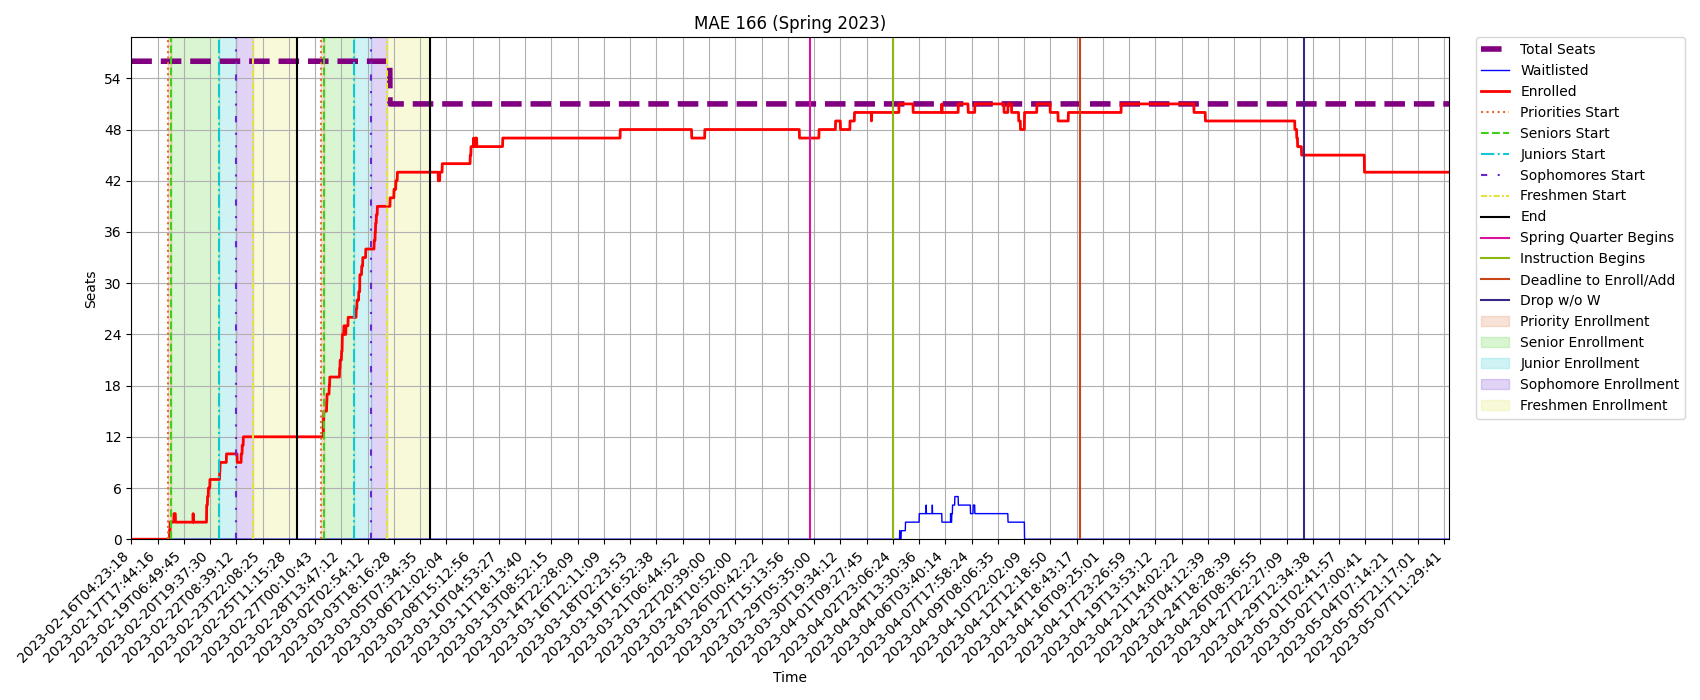 MAE 166 (Spring 2023)
Seats
54
48
42
36
30
24
18
12
6
0
2023-02-16T04:23:18
2023-02-17T17:44:16
2023-02-19T06:49:45
2023-02-20T19:37:30
2023-02-22T08:39:12
2023-02-23T22:08:25
2023-02-25T11:15:28
2023-02-27T00:10:43
2023-02-28T13:47:12
2023-03-02T02:54:12
2023-03-03T18:16:28
2023-03-05T07:34:35
2023-03-06T21:02:04
2023-03-08T15:12:56
2023-03-10T04:53:27
2023-03-11T18:13:40
2023-03-13T08:52:15
2023-03-14T22:28:09
2023-03-16T12:11:09
2023-03-18T02:23:53
2023-03-19T16:52:38
2023-03-21T06:44:52
2023-03-22T20:39:00
2023-03-24T10:52:00
2023-03-26T00:42:22
2023-03-27T15:13:56
2023-03-29T05:35:00
2023-03-30T19:34:12
2023-04-01T09:27:45
2023-04-02T23:06:24
2023-04-04T13:30:36
2023-04-06T03:40:14
2023-04-07T17:58:24
2023-04-09T08:06:35
2023-04-10T22:02:09
2023-04-12T12:18:50
2023-04-14T18:43:17
2023-04-16T09:25:01
2023-04-17T23:26:59
2023-04-19T13:53:12
2023-04-21T14:02:22
2023-04-23T04:12:39
2023-04-24T18:28:39
2023-04-26T08:36:55
2023-04-27T22:27:09
2023-04-29T12:34:38
2023-05-01T02:41:57
2023-05-02T17:00:41
2023-05-04T07:14:21
2023-05-05T21:17:01
2023-05-07T11:29:41
Time
Total Seats
Waitlisted
Enrolled
Priorities Start
Seniors Start
Juniors Start
Sophomores Start
Freshmen Start
End
Spring Quarter Begins
Instruction Begins
Deadline to Enroll/Add
Drop w/o W
Priority Enrollment
Senior Enrollment
Junior Enrollment
Sophomore Enrollment
Freshmen Enrollment